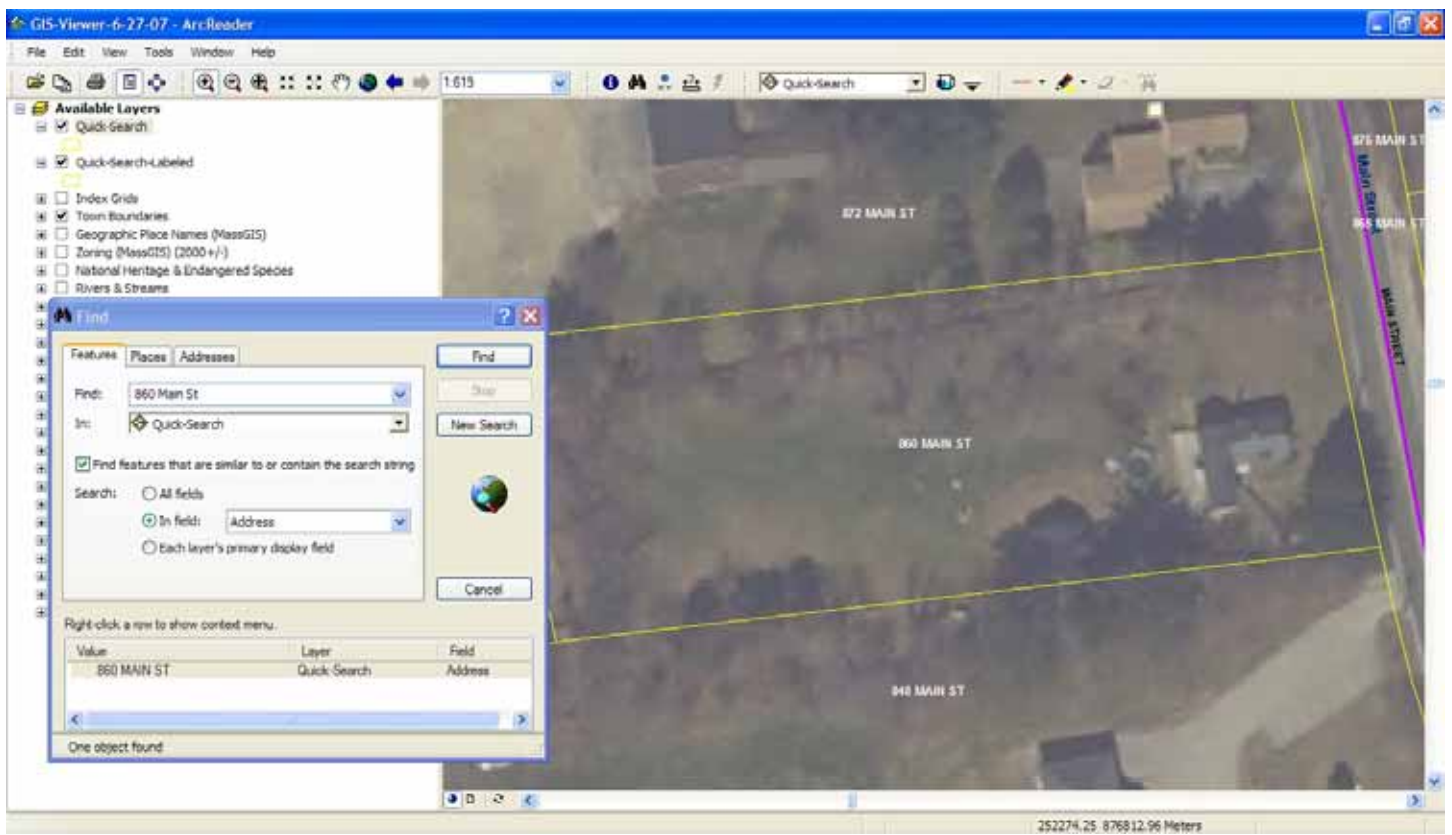 GIS-Viewer-6-27-07 - ArcReader
File Edit View Tools Window Help
1:615
Quick-Search
Available Layers
Quick-Search
Quick-Search-Labeled
Index Grids
Town Boundaries
Geographic Place Names (MassGIS)
Zoning (MassGIS) (2000+/-)
National Heritage & Endangered Species
Rivers & Streams
Find
Features Places Addresses
Find
Find: 860 Main St
Stop
In: Quick-Search
New Search
Find features that are similar to or contain the search string
Search: All fields
In field: Address
Each layer's primary display field
Cancel
Right-click a row to show context menu.
Value Layer Field
860 MAIN ST Quick-Search Address
One object found
875 MAIN ST
Main Street
872 MAIN ST
865 MAIN ST
MAIN STREET
860 MAIN ST
848 MAIN ST
252274.25 876812.96 Meters